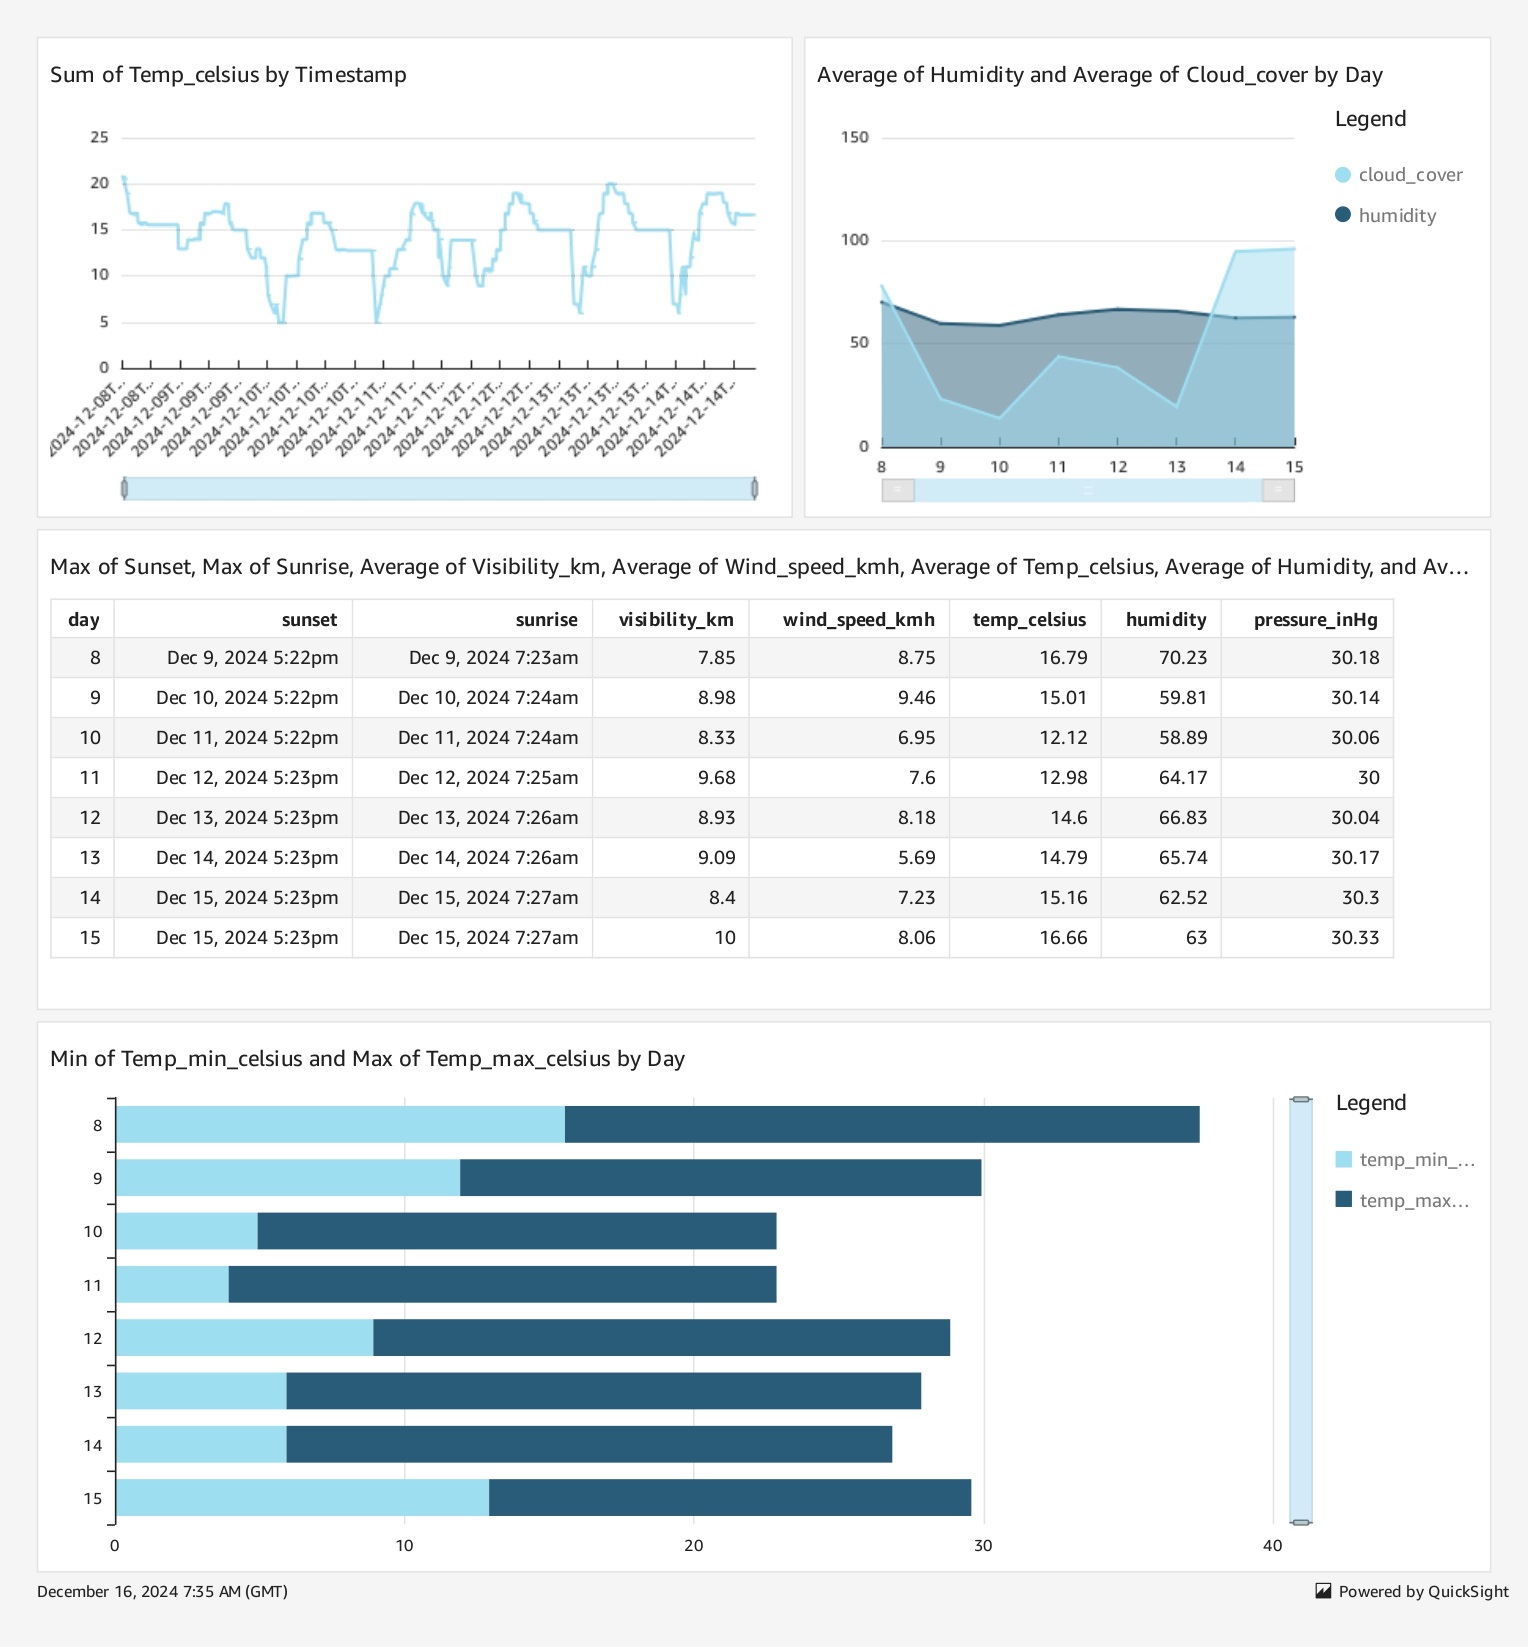 Sum of Temp_celsius by Timestamp
25
20
15
10
5
0
2024-12-08T...
2024-12-08T...
2024-12-09T...
2024-12-09T...
2024-12-09T...
2024-12-10T...
2024-12-10T...
2024-12-10T...
2024-12-10T...
2024-12-11T...
2024-12-11T...
2024-12-11T...
2024-12-12T...
2024-12-12T...
2024-12-12T...
2024-12-13T...
2024-12-13T...
2024-12-13T...
2024-12-13T...
2024-12-14T...
2024-12-14T...
2024-12-14T...
Average of Humidity and Average of Cloud_cover by Day
Legend
cloud_cover
humidity
150
100
50
0
8 9 10 11 12 13 14 15
Max of Sunset, Max of Sunrise, Average of Visibility_km, Average of Wind_speed_kmh, Average of Temp_celsius, Average of Humidity, and Av...
day sunset sunrise visibility_km wind_speed_kmh temp_celsius humidity pressure_inHg
8 Dec 9, 2024 5:22pm Dec 9, 2024 7:23am 7.85 8.75 16.79 70.23 30.18
9 Dec 10, 2024 5:22pm Dec 10, 2024 7:24am 8.98 9.46 15.01 59.81 30.14
10 Dec 11, 2024 5:22pm Dec 11, 2024 7:24am 8.33 6.95 12.12 58.89 30.06
11 Dec 12, 2024 5:23pm Dec 12, 2024 7:25am 9.68 7.6 12.98 64.17 30
12 Dec 13, 2024 5:23pm Dec 13, 2024 7:26am 8.93 8.18 14.6 66.83 30.04
13 Dec 14, 2024 5:23pm Dec 14, 2024 7:26am 9.09 5.69 14.79 65.74 30.17
14 Dec 15, 2024 5:23pm Dec 15, 2024 7:27am 8.4 7.23 15.16 62.52 30.3
15 Dec 15, 2024 5:23pm Dec 15, 2024 7:27am 10 8.06 16.66 63 30.33
Min of Temp_min_celsius and Max of Temp_max_celsius by Day
Legend
temp_min_...
temp_max...
8
9
10
11
12
13
14
15
0 10 20 30 40
December 16, 2024 7:35 AM (GMT)
Powered by QuickSight